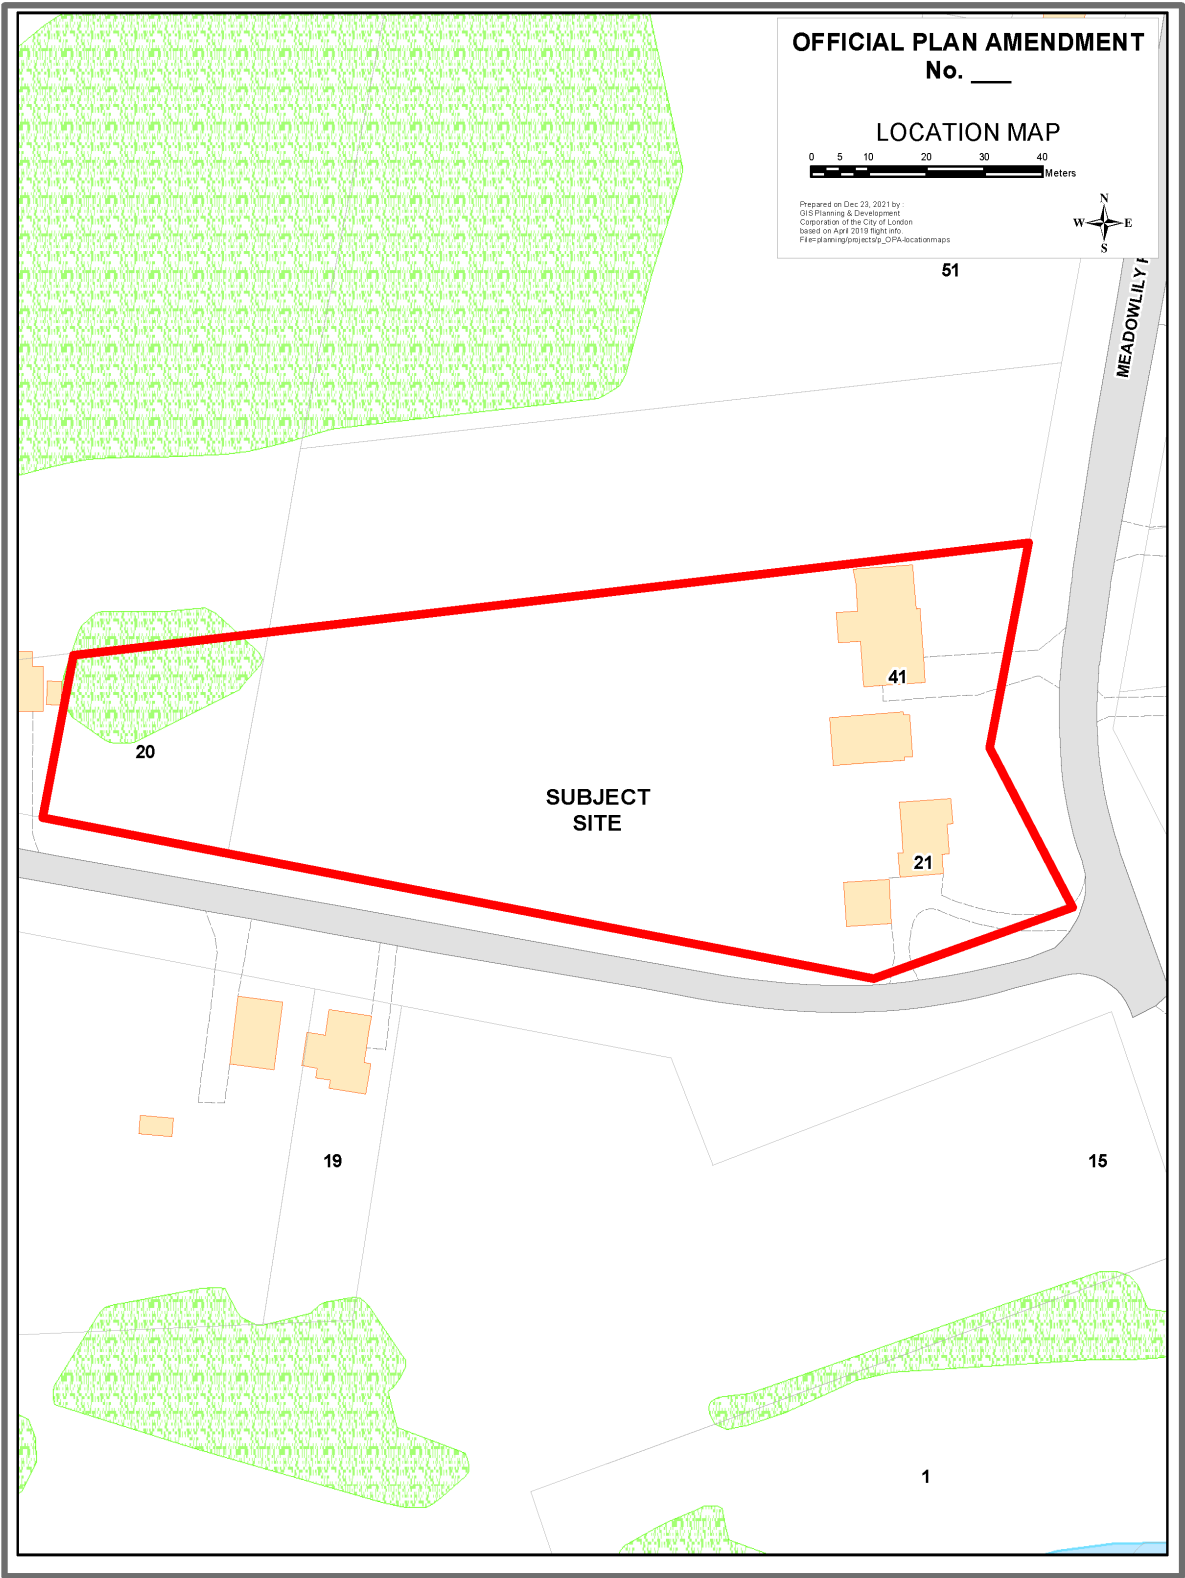 OFFICIAL PLAN AMENDMENT
No. ___
LOCATION MAP
0 5 10 20 30 40
Meters
Prepared on Dec 23, 2021 by :
GIS Planning & Development
Corporation of the City of London
based on April 2019 flight info.
File=planning/projects/p_OPA-locationmaps
N
W E
S
51
MEADOWLILY
41
20
SUBJECT
SITE
21
19
15
1